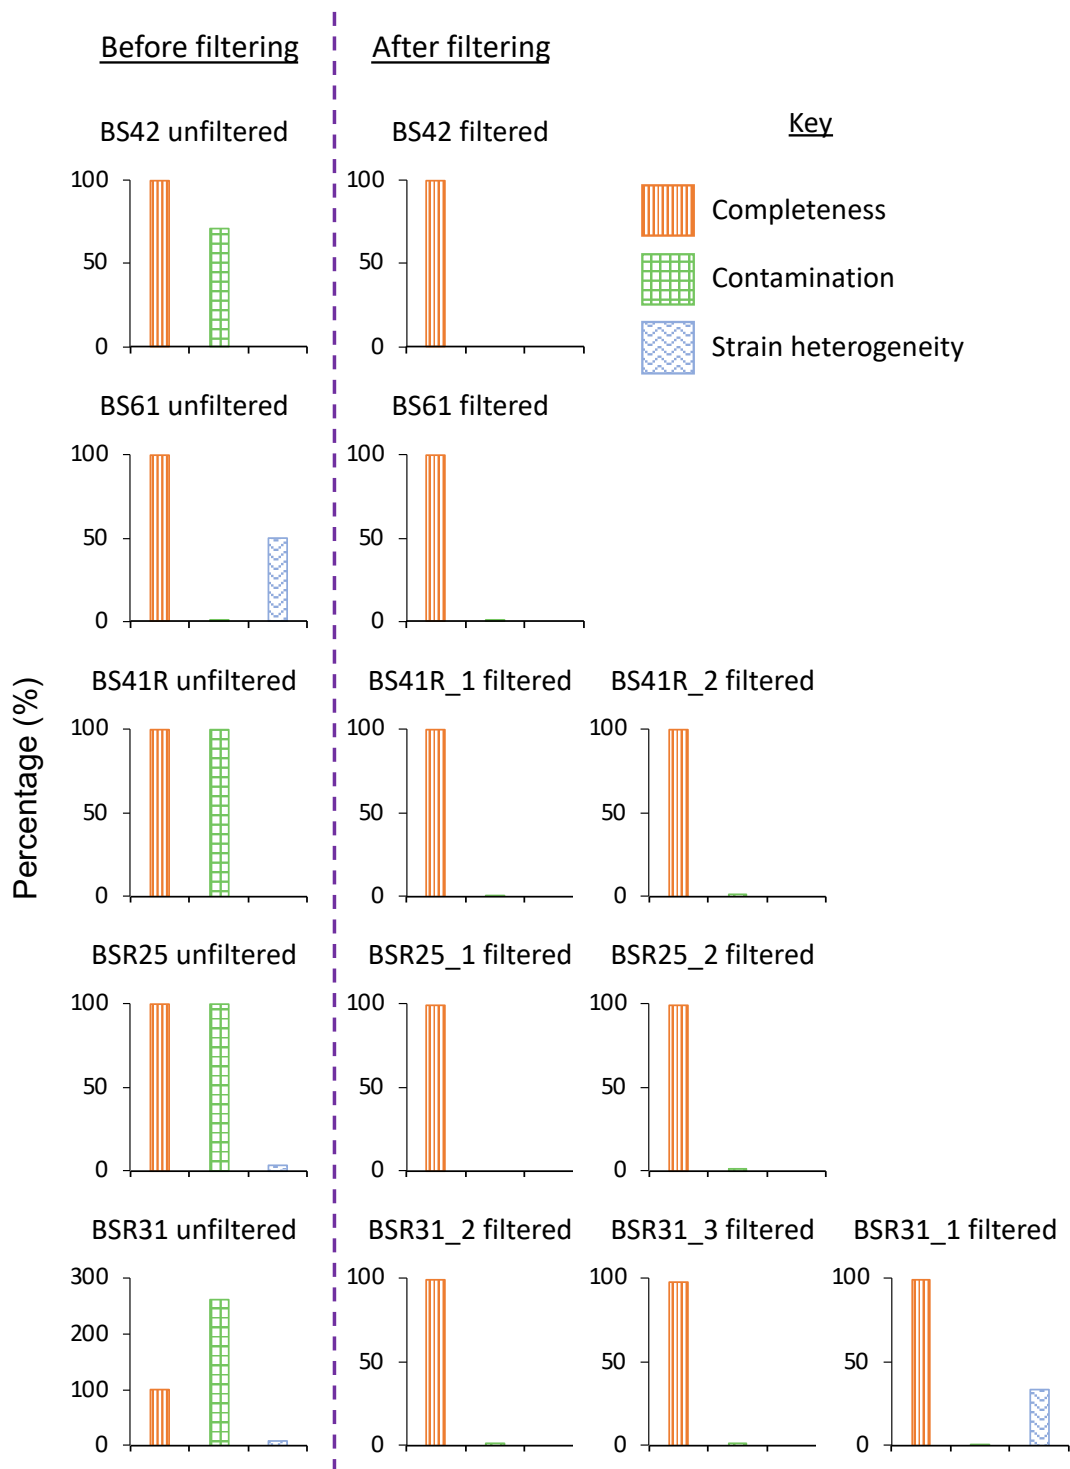 Before filtering
After filtering
BS42 unfiltered
BS42 filtered
Key
100
50
0
100
50
0
Completeness
Contamination
Strain heterogeneity
BS61 unfiltered
BS61 filtered
100
50
0
100
50
0
Percentage (%)
BS41R unfiltered
BS41R_1 filtered
BS41R_2 filtered
100
50
0
100
50
0
100
50
0
BSR25 unfiltered
BSR25_1 filtered
BSR25_2 filtered
100
50
0
100
50
0
100
50
0
BSR31 unfiltered
BSR31_2 filtered
BSR31_3 filtered
BSR31_1 filtered
300
200
100
0
100
50
0
100
50
0
100
50
0